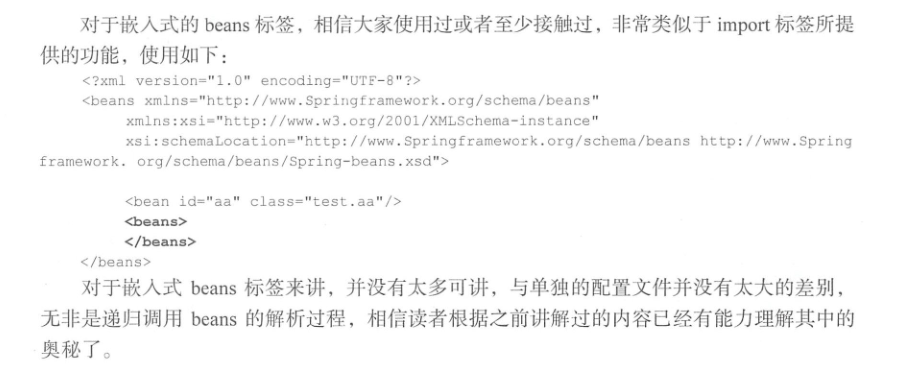 对于嵌入式的 beans 标签，相信大家使用过或者至少接触过，非常类似于 import 标签所提
供的功能，使用如下：
<?xml version="1.0" encoding="UTF-8"?>
<beans xmlns="http://www.Springframework.org/schema/beans"
xmlns:xsi="http://www.w3.org/2001/XMLSchema-instance"
xsi:schemaLocation="http://www.Springframework.org/schema/beans http://www.Spring
framework. org/schema/beans/Spring-beans.xsd">
<bean id="aa" class="test.aa"/>
<beans>
</beans>
</beans>
对于嵌入式 beans 标签来讲，并没有太多可讲，与单独的配置文件并没有太大的差别，
无非是递归调用 beans 的解析过程，相信读者根据之前讲解过的内容已经有能力理解其中的
奥秘了。